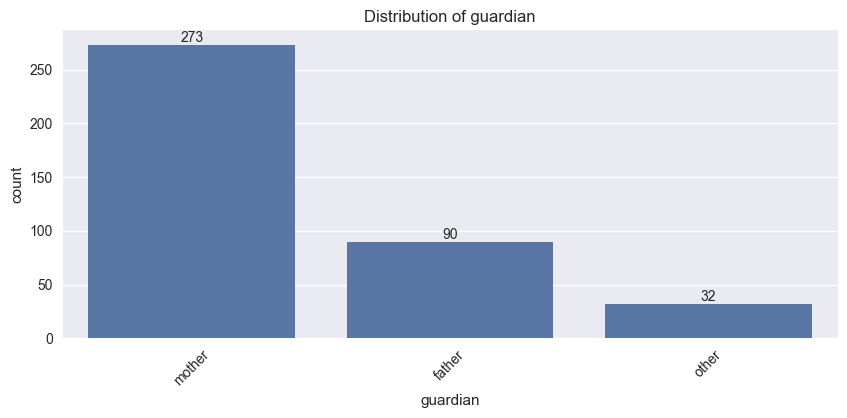 Distribution of guardian
273
250
200
150
count
100
90
50
32
0
mother
father
other
guardian